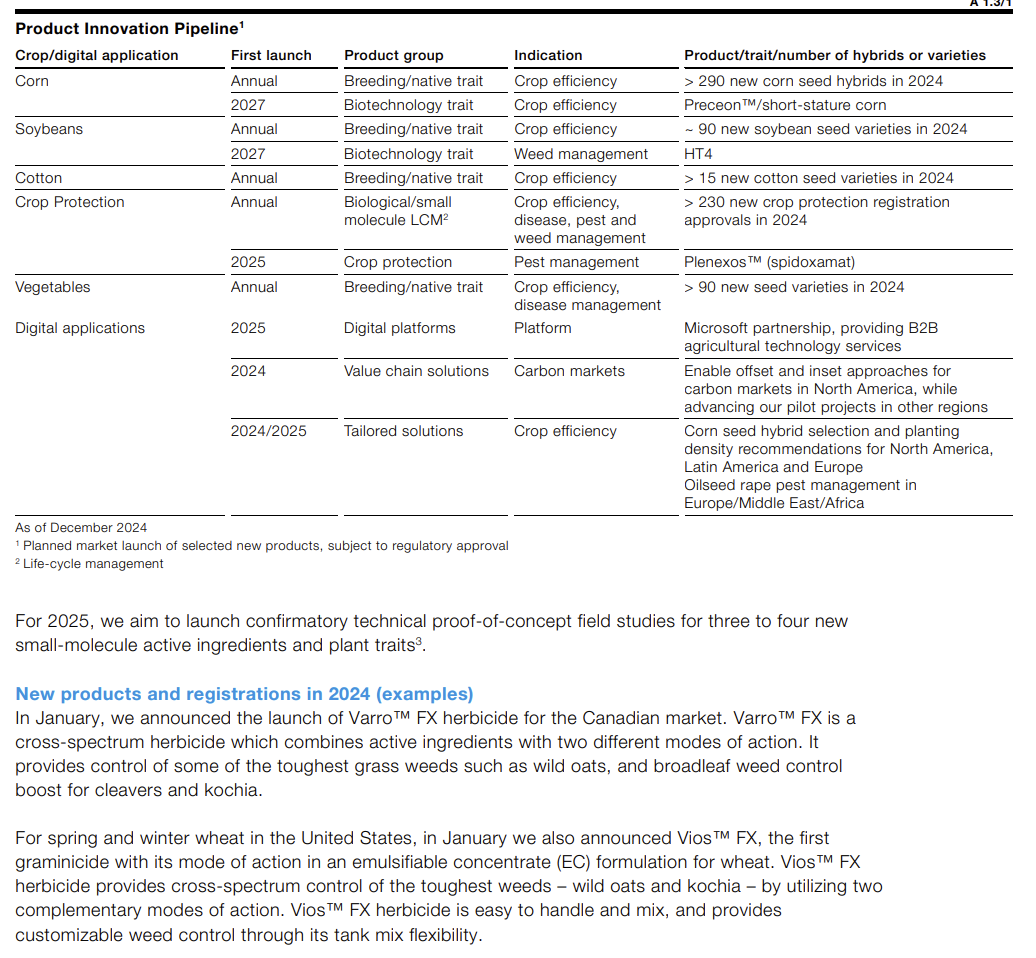 A 1.3/1
Product Innovation Pipeline¹
Crop/digital application First launch Product group Indication Product/trait/number of hybrids or varieties
Corn Annual Breeding/native trait Crop efficiency > 290 new corn seed hybrids in 2024
2027 Biotechnology trait Crop efficiency Preceon™/short-stature corn
Soybeans Annual Breeding/native trait Crop efficiency ~ 90 new soybean seed varieties in 2024
2027 Biotechnology trait Weed management HT4
Cotton Annual Breeding/native trait Crop efficiency > 15 new cotton seed varieties in 2024
Crop Protection Annual Biological/small Crop efficiency, > 230 new crop protection registration
molecule LCM² disease, pest and approvals in 2024
weed management
2025 Crop protection Pest management Plenexos™ (spidoxamat)
Vegetables Annual Breeding/native trait Crop efficiency, > 90 new seed varieties in 2024
disease management
Digital applications 2025 Digital platforms Platform Microsoft partnership, providing B2B
agricultural technology services
2024 Value chain solutions Carbon markets Enable offset and inset approaches for
carbon markets in North America, while
advancing our pilot projects in other regions
2024/2025 Tailored solutions Crop efficiency Corn seed hybrid selection and planting
density recommendations for North America,
Latin America and Europe
Oilseed rape pest management in
Europe/Middle East/Africa
As of December 2024
¹ Planned market launch of selected new products, subject to regulatory approval
² Life-cycle management
For 2025, we aim to launch confirmatory technical proof-of-concept field studies for three to four new
small-molecule active ingredients and plant traits³.
New products and registrations in 2024 (examples)
In January, we announced the launch of Varro™ FX herbicide for the Canadian market. Varro™ FX is a
cross-spectrum herbicide which combines active ingredients with two different modes of action. It
provides control of some of the toughest grass weeds such as wild oats, and broadleaf weed control
boost for cleavers and kochia.
For spring and winter wheat in the United States, in January we also announced Vios™ FX, the first
graminicide with its mode of action in an emulsifiable concentrate (EC) formulation for wheat. Vios™ FX
herbicide provides cross-spectrum control of the toughest weeds – wild oats and kochia – by utilizing two
complementary modes of action. Vios™ FX herbicide is easy to handle and mix, and provides
customizable weed control through its tank mix flexibility.